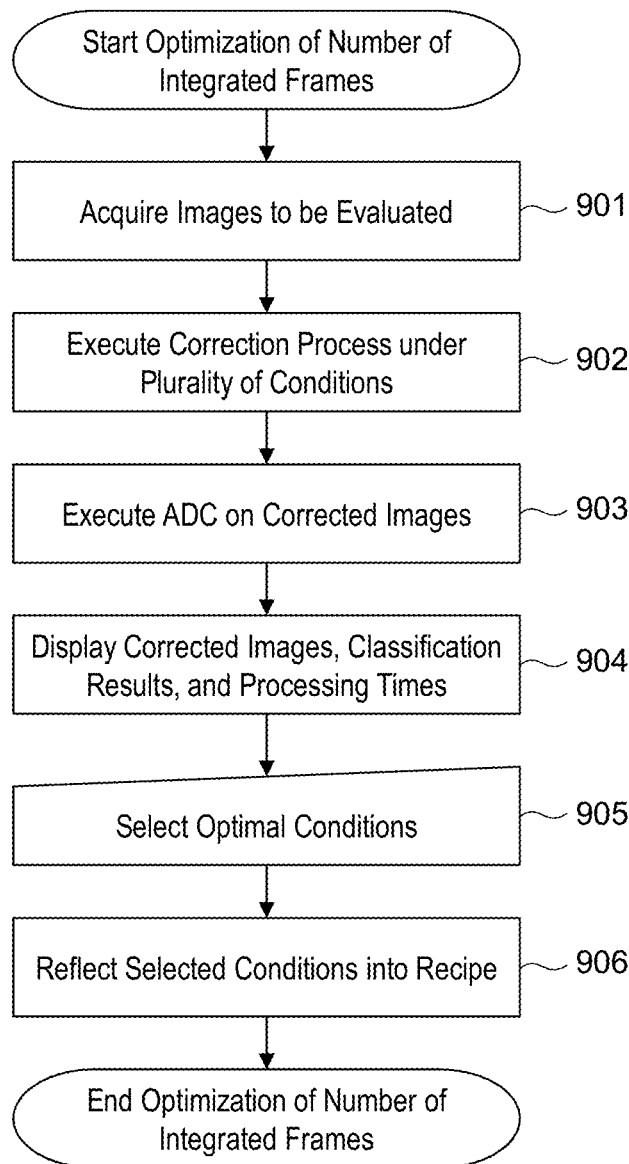 Start Optimization of Number of
Integrated Frames
Acquire Images to be Evaluated
901
Execute Correction Process under
Plurality of Conditions
902
Execute ADC on Corrected Images
903
Display Corrected Images, Classification
Results, and Processing Times
904
Select Optimal Conditions
905
Reflect Selected Conditions into Recipe
906
End Optimization of Number of
Integrated Frames